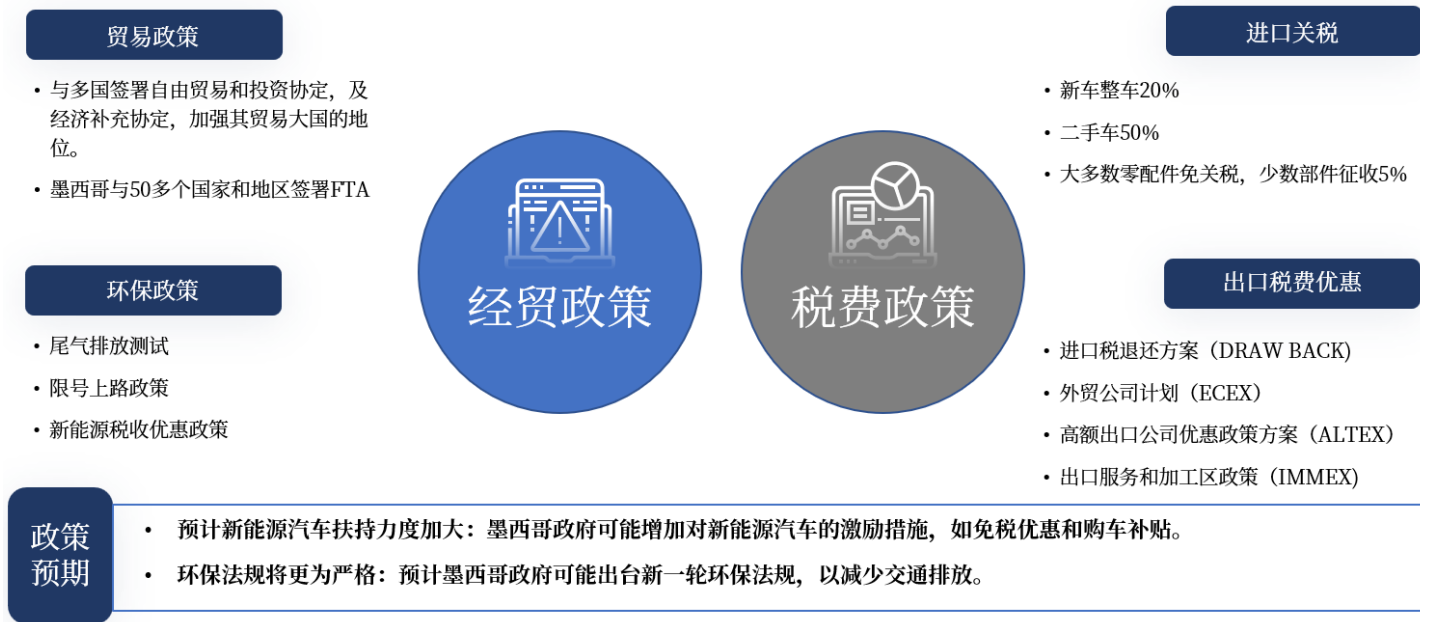 贸易政策
• 与多国签署自由贸易和投资协定，及
经济补充协定，加强其贸易大国的地
位。
• 墨西哥与50多个国家和地区签署FTA
环保政策
• 尾气排放测试
• 限号上路政策
• 新能源税收优惠政策
经贸政策
税费政策
进口关税
• 新车整车20%
• 二手车50%
• 大多数零配件免关税，少数部件征收5%
出口税费优惠
• 进口税退还方案（DRAW BACK)
• 外贸公司计划（ECEX）
• 高额出口公司优惠政策方案（ALTEX）
• 出口服务和加工区政策（IMMEX)
政策
预期
• 预计新能源汽车扶持力度加大：墨西哥政府可能增加对新能源汽车的激励措施，如免税优惠和购车补贴。
• 环保法规将更为严格：预计墨西哥政府可能出台新一轮环保法规，以减少交通排放。